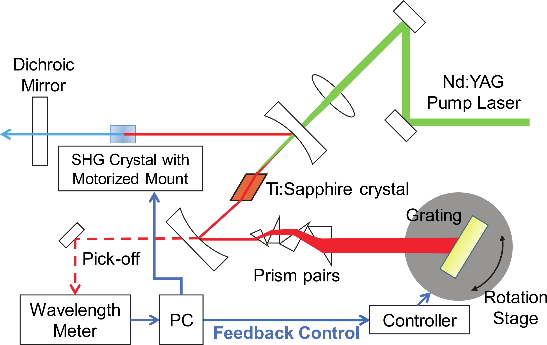 Dichroic
Mirror
Nd:YAG
Pump Laser
SHG Crystal with
Motorized Mount
Ti:Sapphire crystal
Grating
Pick-off
Prism pairs
Rotation
Stage
Wavelength
Meter
PC
Feedback Control
Controller